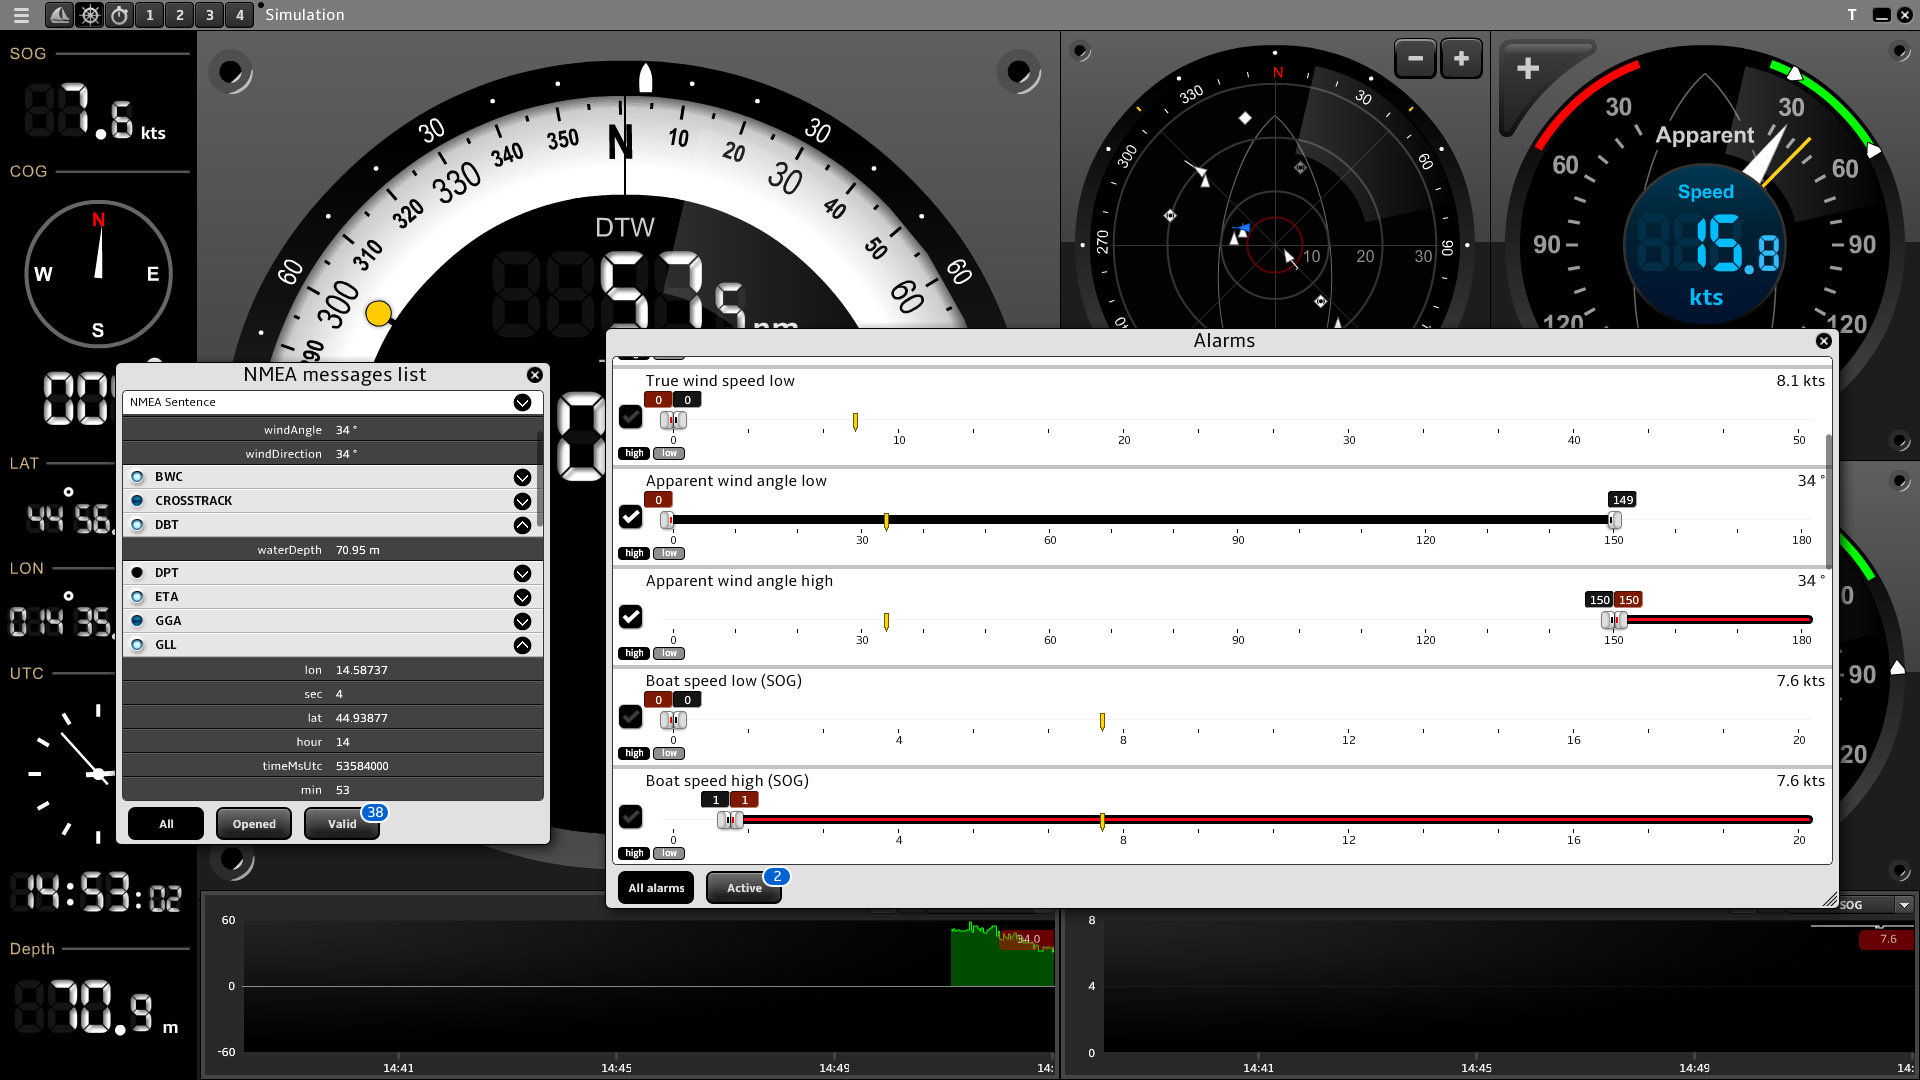 1 2 3 4 Simulation T
SOG
7.6 kts
COG
N
W E
S
LAT
44 56.
LON
014 35.
UTC
14:53:02
Depth
70.9 m
30 30
60 60
300 310 320 330 340 350 N 10 20 30 40 50 60
DTW
57.5 nm
N
330 30
300 60
270 90
10 20 30
30 30
Apparent
60 60
Speed
90 15.8 90
kts
120 120
90
NMEA messages list
NMEA Sentence
windAngle 34 °
windDirection 34 °
BWC
CROSSTRACK
DBT
waterDepth 70.95 m
DPT
ETA
GGA
GLL
lon 14.58737
sec 4
lat 44.93877
hour 14
timeMsUtc 53584000
min 53
All Opened Valid 38
Alarms
True wind speed low 8.1 kts
0 0
0 10 20 30 40 50
high low
Apparent wind angle low 34 °
0 149
0 30 60 90 120 150 180
high low
Apparent wind angle high 34 °
150 150
0 30 60 90 120 150 180
high low
Boat speed low (SOG) 7.6 kts
0 0
0 4 8 12 16 20
high low
Boat speed high (SOG) 7.6 kts
1 1
0 4 8 12 16 20
high low
All alarms Active 2
60
34.0
0
-60
14:41 14:45 14:49 14:
SOG
8
7.6
4
0
14:41 14:45 14:49 14: